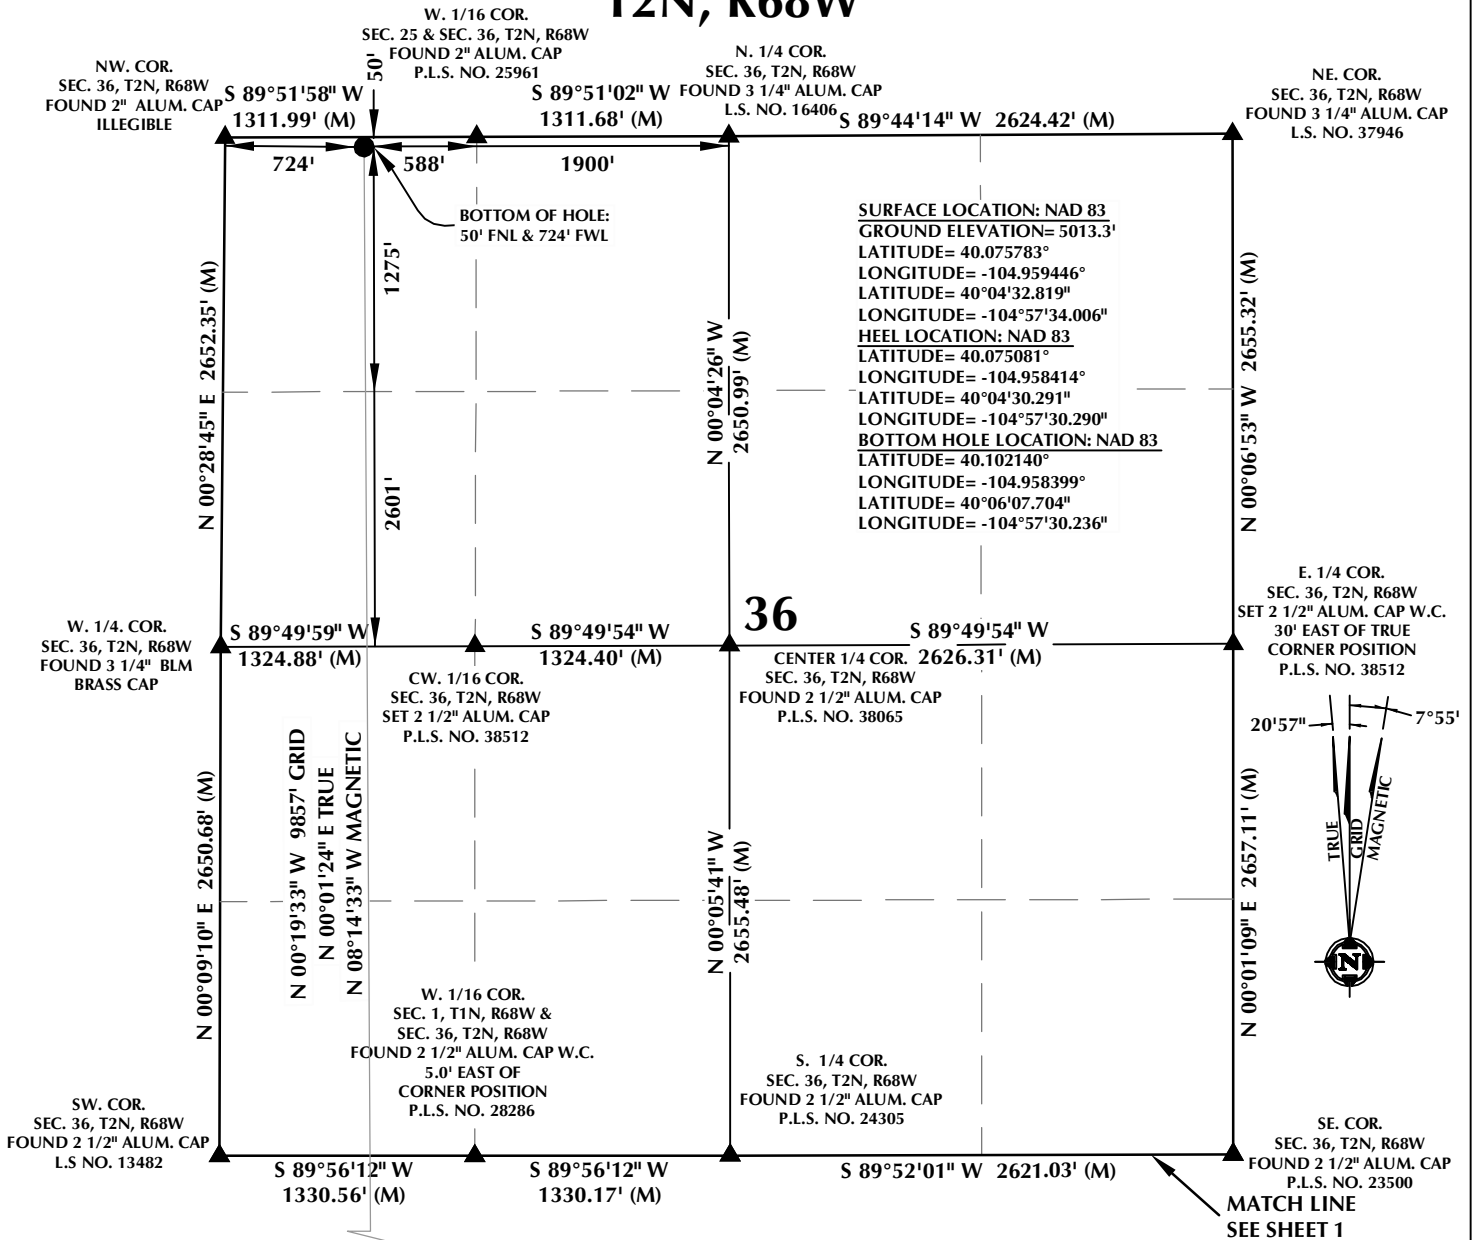 T2N, R68W
W. 1/16 COR.
SEC. 25 & SEC. 36, T2N, R68W
FOUND 2" ALUM. CAP
P.L.S. NO. 25961
50'
N. 1/4 COR.
SEC. 36, T2N, R68W
FOUND 3 1/4" ALUM. CAP
L.S. NO. 16406
NW. COR.
SEC. 36, T2N, R68W
FOUND 2" ALUM. CAP
ILLEGIBLE
NE. COR.
SEC. 36, T2N, R68W
FOUND 3 1/4" ALUM. CAP
L.S. NO. 37946
S 89°51'58" W
1311.99' (M)
S 89°51'02" W
1311.68' (M)
S 89°44'14" W 2624.42' (M)
724'
588'
1900'
BOTTOM OF HOLE:
50' FNL & 724' FWL
1275'
2601'
SURFACE LOCATION: NAD 83
GROUND ELEVATION= 5013.3'
LATITUDE= 40.075783°
LONGITUDE= -104.959446°
LATITUDE= 40°04'32.819"
LONGITUDE= -104°57'34.006"
HEEL LOCATION: NAD 83
LATITUDE= 40.075081°
LONGITUDE= -104.958414°
LATITUDE= 40°04'30.291"
LONGITUDE= -104°57'30.290"
BOTTOM HOLE LOCATION: NAD 83
LATITUDE= 40.102140°
LONGITUDE= -104.958399°
LATITUDE= 40°06'07.704"
LONGITUDE= -104°57'30.236"
N 00°28'45" E 2652.35' (M)
N 00°04'26" W
2650.99' (M)
N 00°06'53" W 2655.32' (M)
36
W. 1/4. COR.
SEC. 36, T2N, R68W
FOUND 3 1/4" BLM
BRASS CAP
S 89°49'59" W
1324.88' (M)
S 89°49'54" W
1324.40' (M)
S 89°49'54" W
2626.31' (M)
E. 1/4 COR.
SEC. 36, T2N, R68W
SET 2 1/2" ALUM. CAP W.C.
30' EAST OF TRUE
CORNER POSITION
P.L.S. NO. 38512
CW. 1/16 COR.
SEC. 36, T2N, R68W
SET 2 1/2" ALUM. CAP
P.L.S. NO. 38512
CENTER 1/4 COR.
SEC. 36, T2N, R68W
FOUND 2 1/2" ALUM. CAP
P.L.S. NO. 38065
20'57"
7°55'
TRUE
GRID
MAGNETIC
N
N 00°09'10" E 2650.68' (M)
N 00°19'33" W 9857' GRID
N 00°01'24" E TRUE
N 08°14'33" W MAGNETIC
N 00°05'41" W
2655.48' (M)
N 00°01'09" E 2657.11' (M)
W. 1/16 COR.
SEC. 1, T1N, R68W &
SEC. 36, T2N, R68W
FOUND 2 1/2" ALUM. CAP W.C.
5.0' EAST OF
CORNER POSITION
P.L.S. NO. 28286
S. 1/4 COR.
SEC. 36, T2N, R68W
FOUND 2 1/2" ALUM. CAP
P.L.S. NO. 24305
SW. COR.
SEC. 36, T2N, R68W
FOUND 2 1/2" ALUM. CAP
L.S NO. 13482
SE. COR.
SEC. 36, T2N, R68W
FOUND 2 1/2" ALUM. CAP
P.L.S. NO. 23500
S 89°56'12" W
1330.56' (M)
S 89°56'12" W
1330.17' (M)
S 89°52'01" W 2621.03' (M)
MATCH LINE
SEE SHEET 1